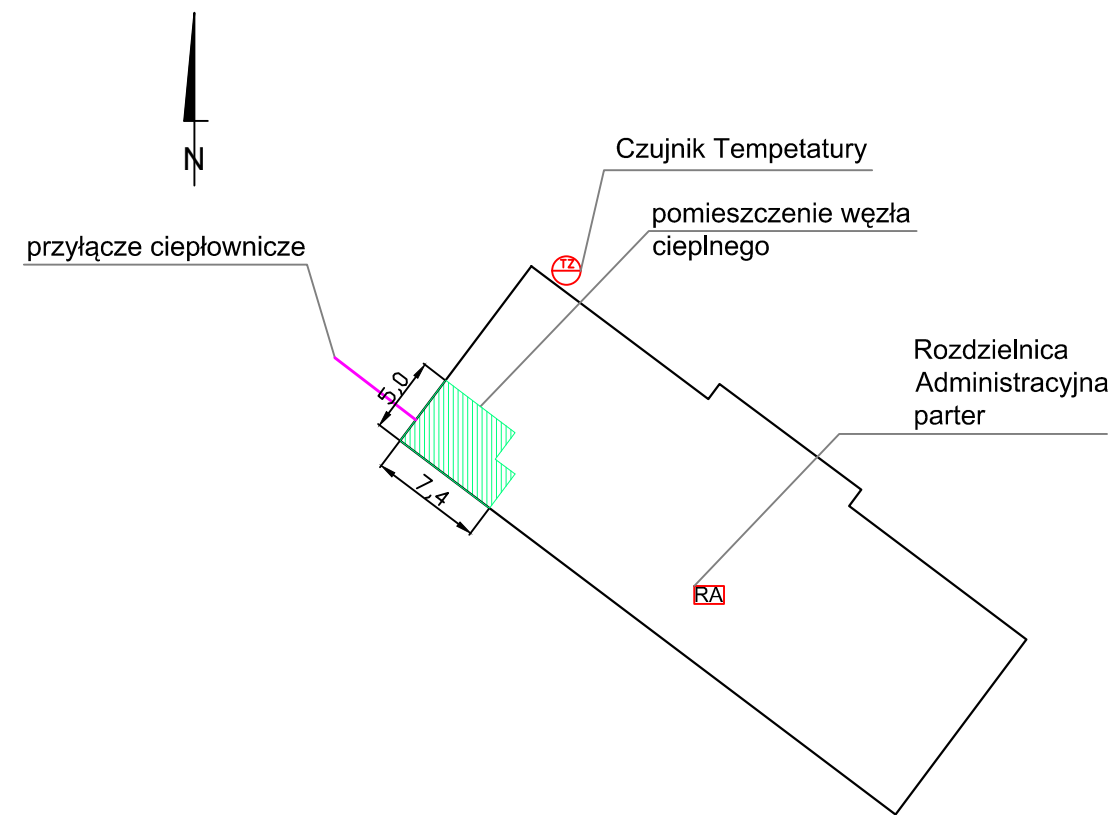 N
Czujnik Tempetatury
pomieszczenie węzła
cieplnego
przyłącze ciepłownicze
TZ
Rozdzielnica
Administracyjna
parter
5,0
7,4
RA